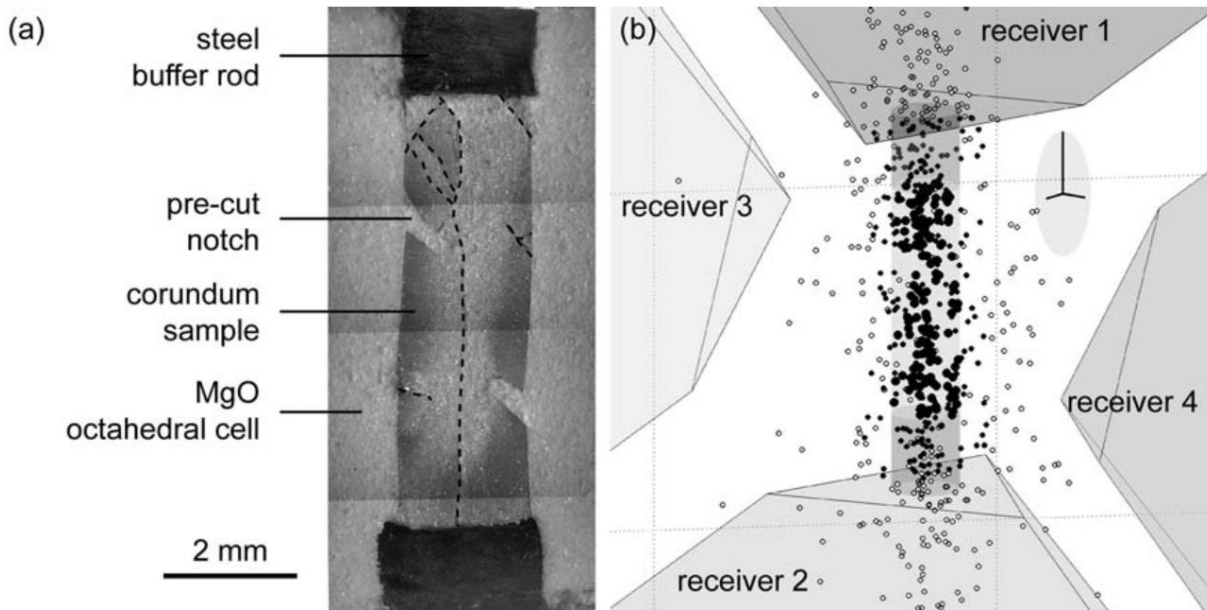 (a)
steel
buffer rod
pre-cut
notch
corundum
sample
MgO
octahedral cell
2 mm
(b)
receiver 1
receiver 3
receiver 4
receiver 2